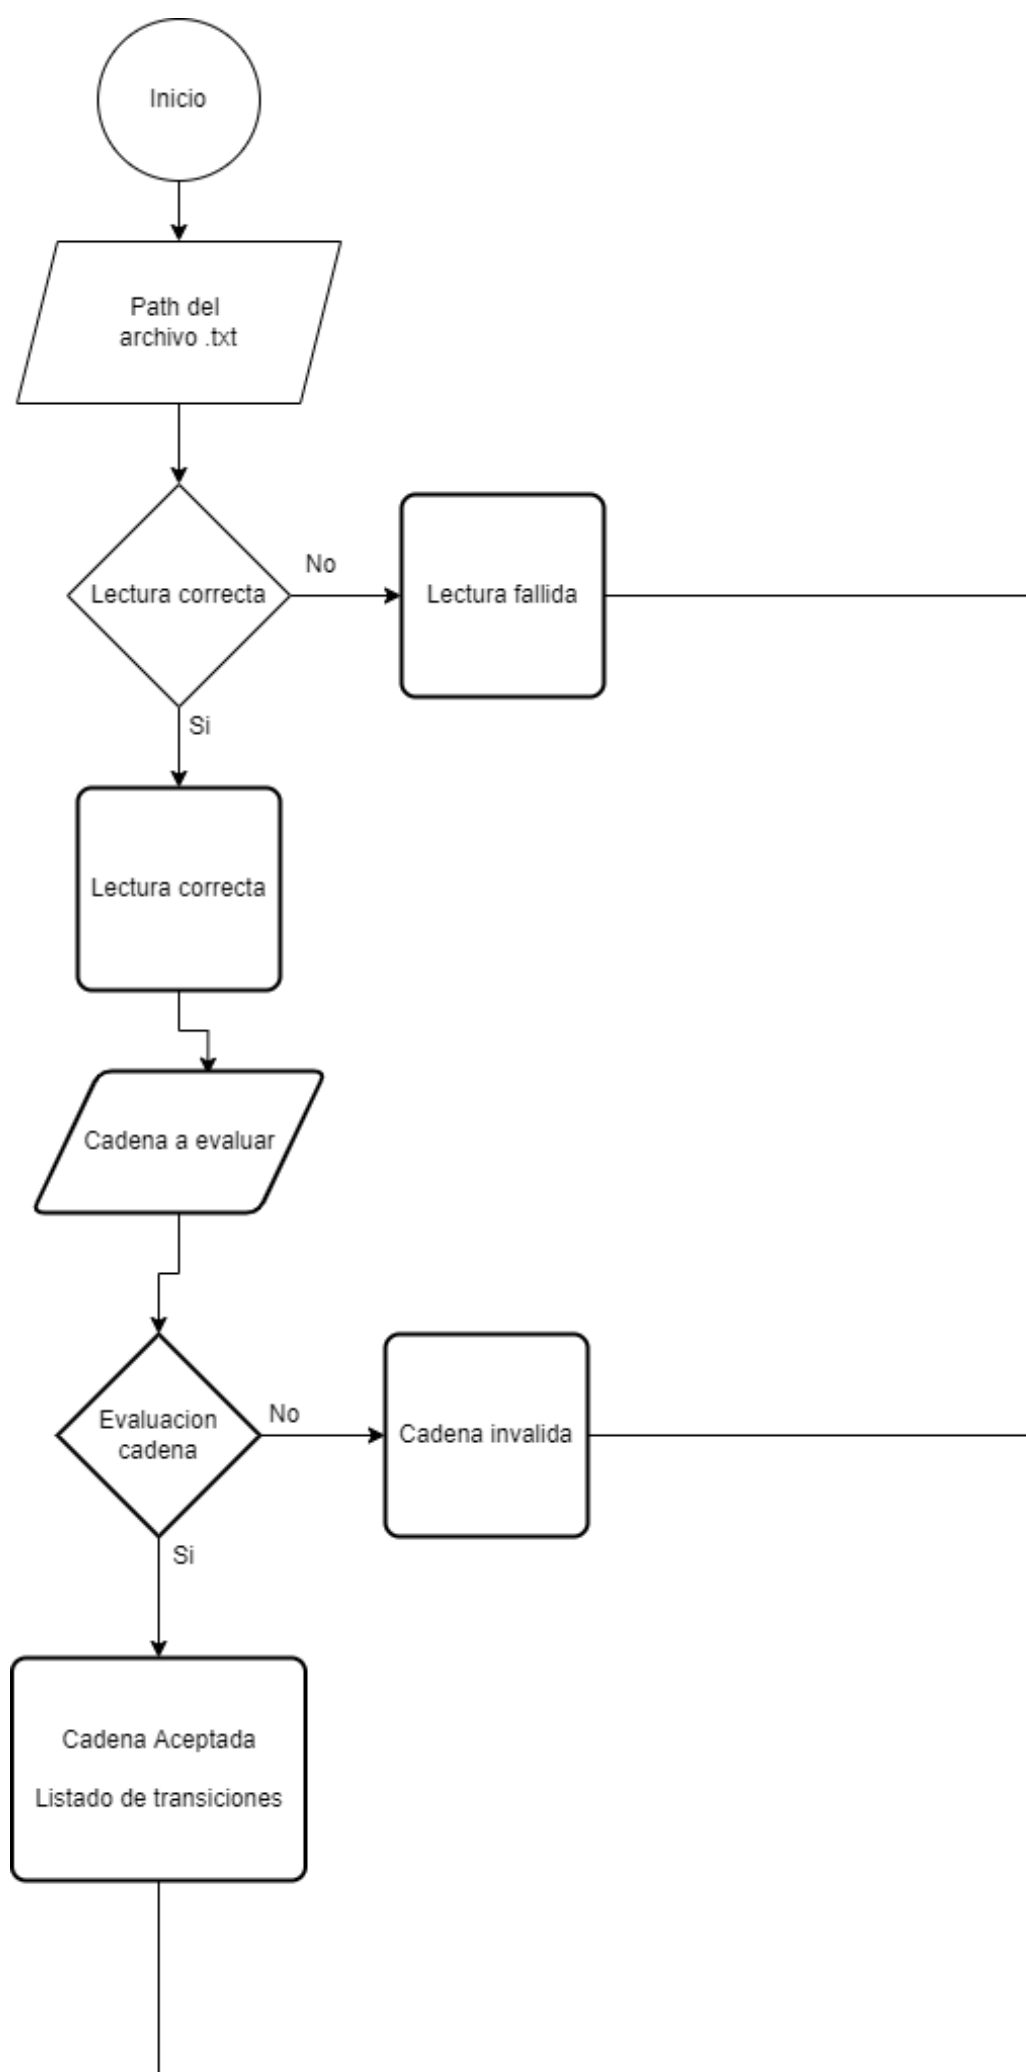 Inicio
Path del
archivo .txt
Lectura correcta
No
Lectura fallida
Si
Lectura correcta
Cadena a evaluar
Evaluacion
cadena
No
Cadena invalida
Si
Cadena Aceptada
Listado de transiciones